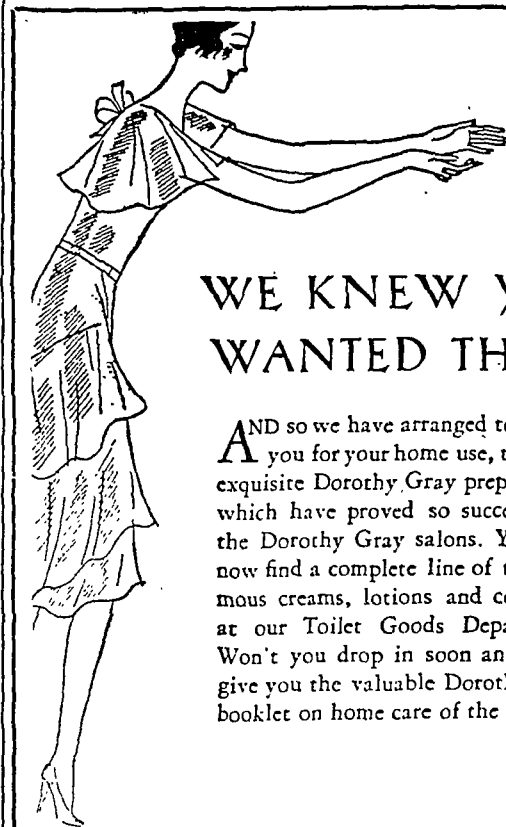 WE KNEW
WANTED TH
AND so we have arranged t
you for your home use, t
exquisite Dorothy Gray prep
which have proved so succe
the Dorothy Gray salons. Y
now find a complete line of t
mous creams, lotions and c
at our Toilet Goods Depa
Won't you drop in soon an
give you the valuable Dorot
booklet on home care of the